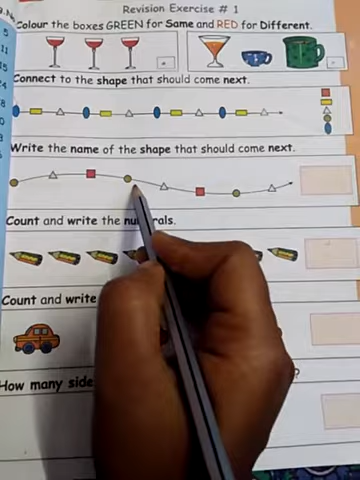 Revision Exercise # 1
Colour the boxes GREEN for Same and RED for Different.
Connect to the shape that should come next.
Write the name of the shape that should come next.
Count and write the numerals.
Count and write
How many side
?